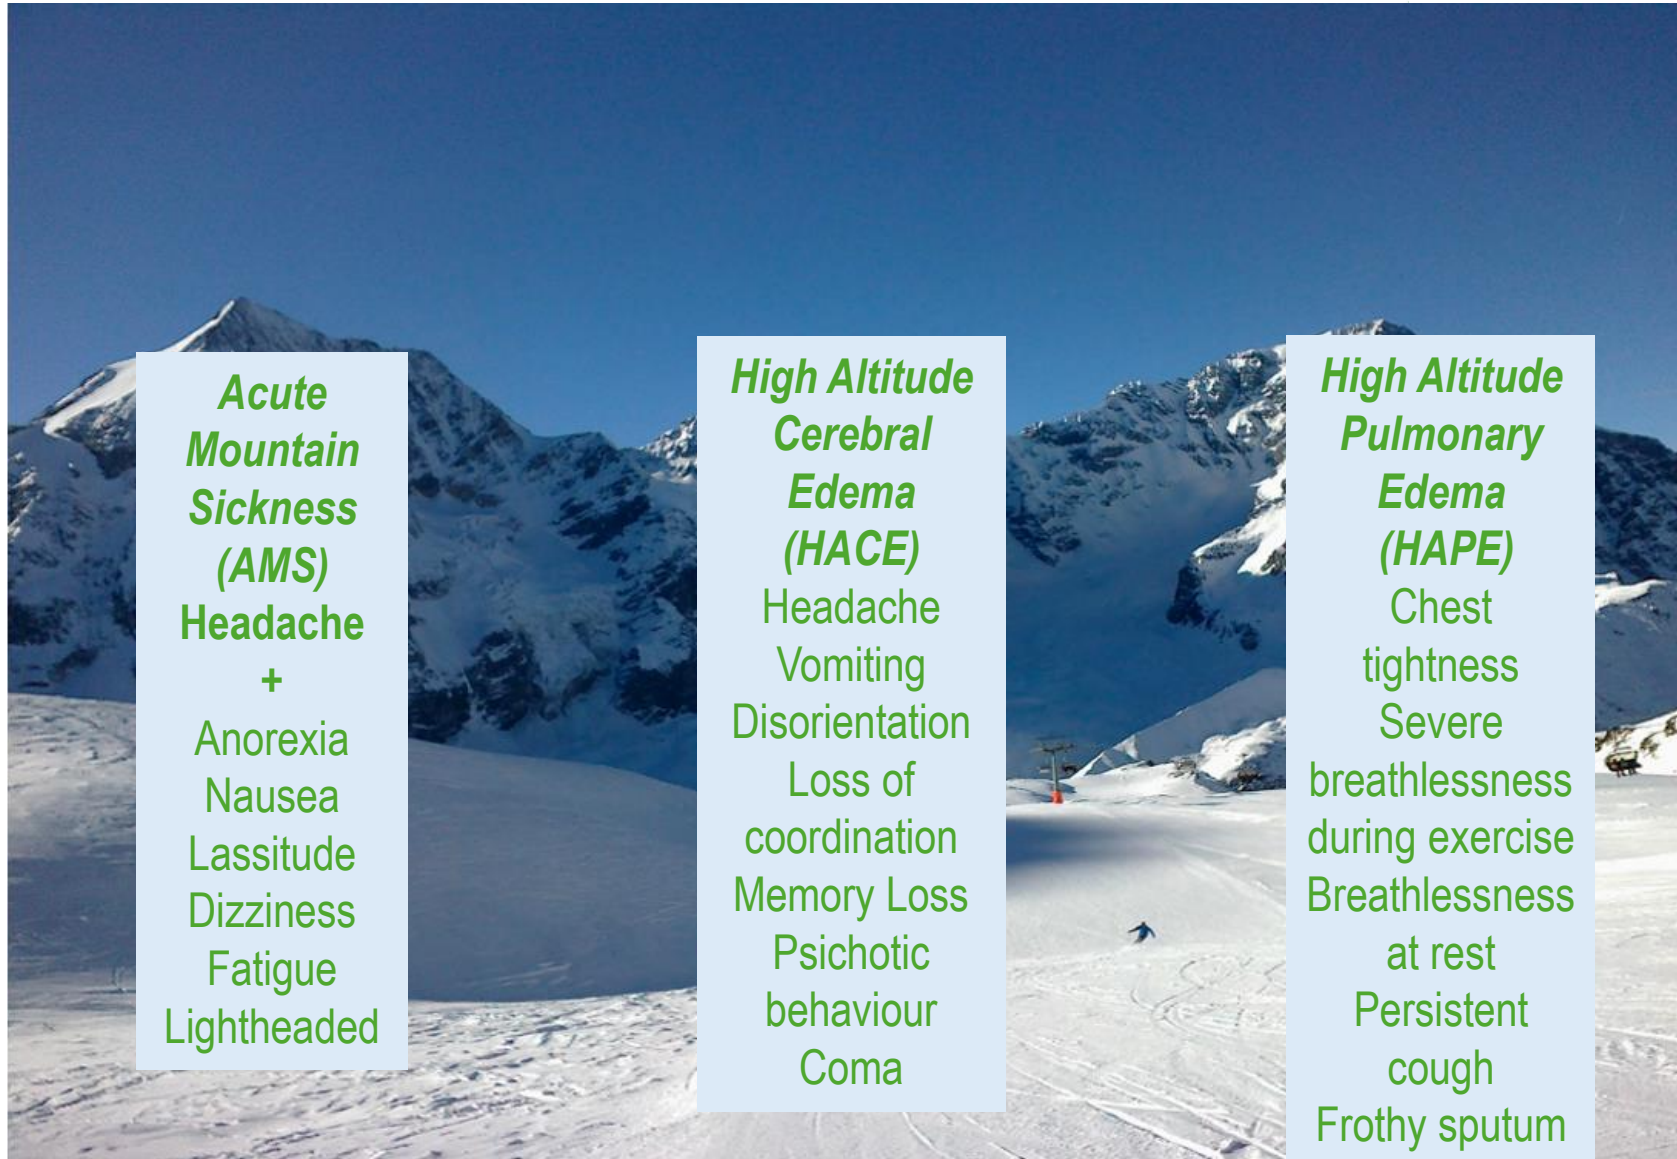 Acute
Mountain
Sickness
(AMS)
Headache
+
Anorexia
Nausea
Lassitude
Dizziness
Fatigue
Lightheaded
High Altitude
Cerebral
Edema
(HACE)
Headache
Vomiting
Disorientation
Loss of
coordination
Memory Loss
Psichotic
behaviour
Coma
High Altitude
Pulmonary
Edema
(HAPE)
Chest
tightness
Severe
breathlessness
during exercise
Breathlessness
at rest
Persistent
cough
Frothy sputum